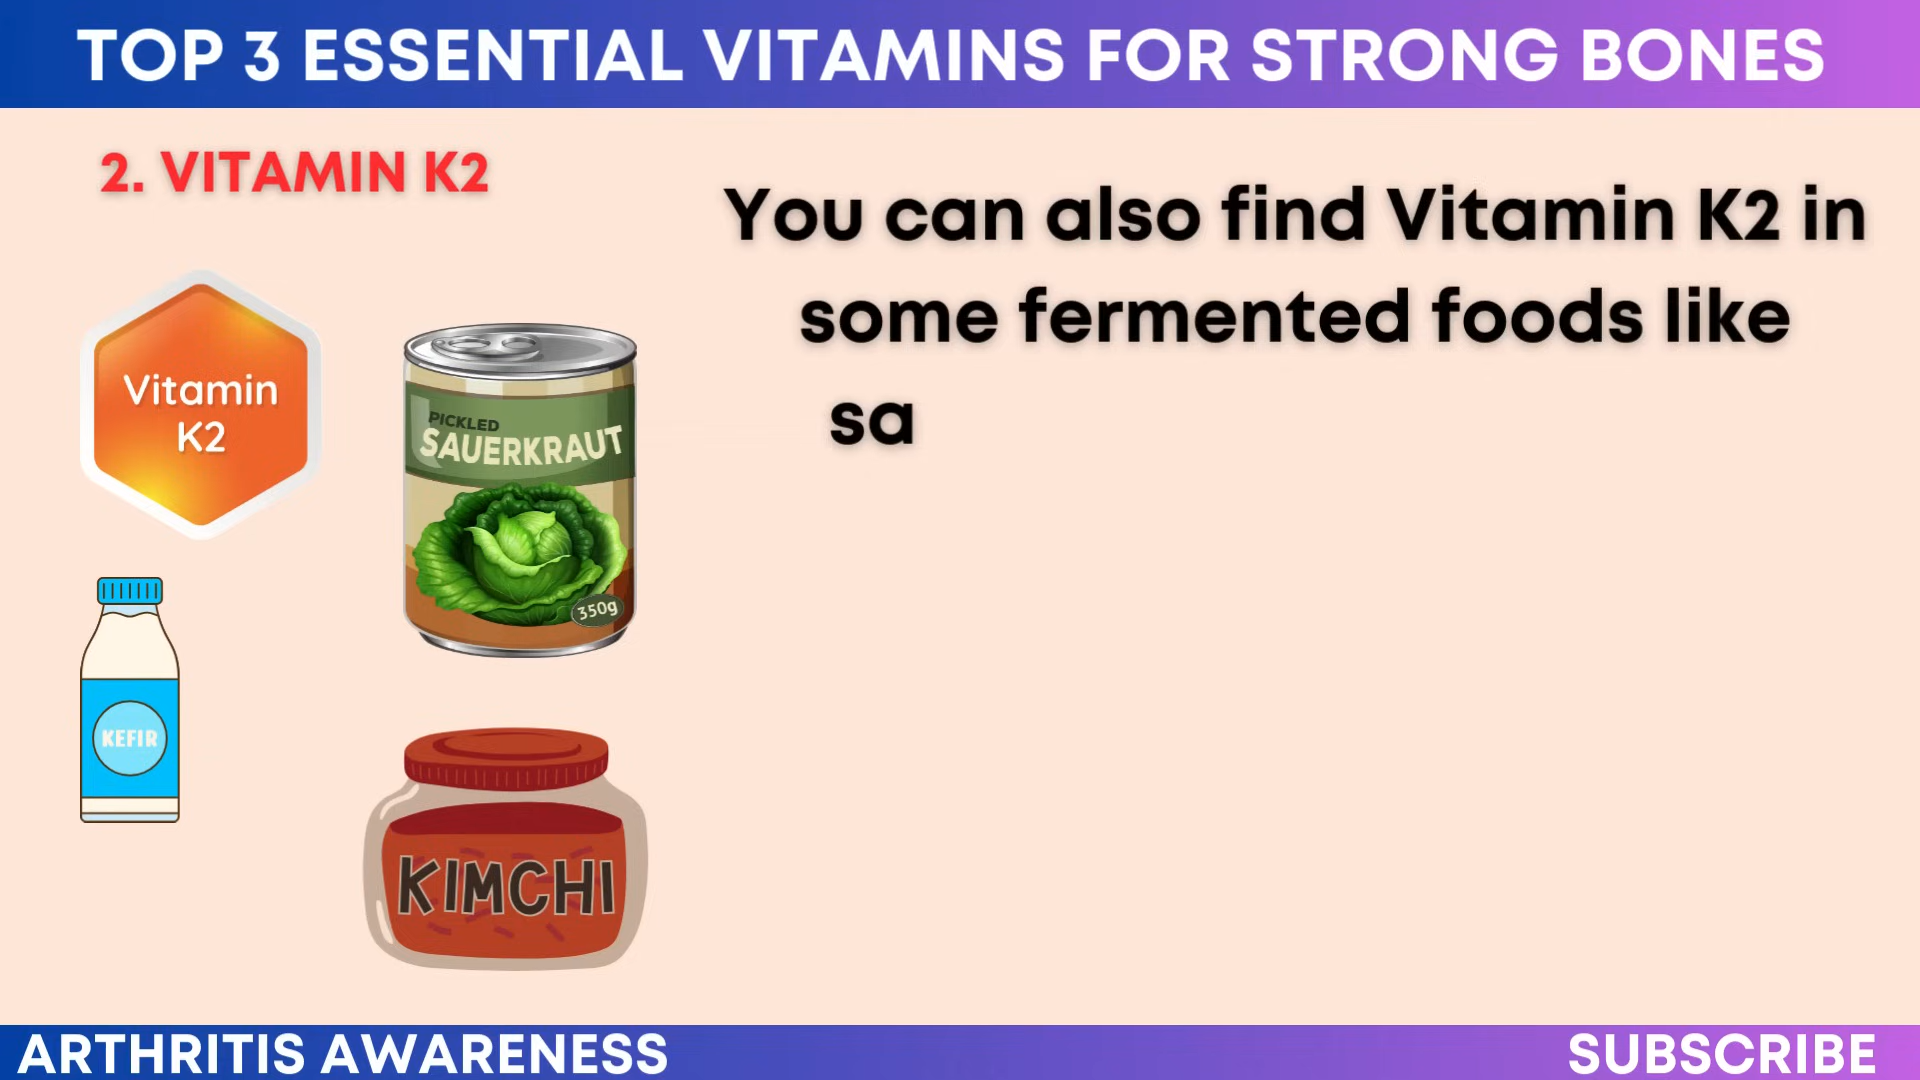 TOP 3 ESSENTIAL VITAMINS FOR STRONG BONES
2. VITAMIN K2
You can also find Vitamin K2 in
some fermented foods like
sa
Vitamin
K2
PICKLED
SAUERKRAUT
350g
KEFIR
KIMCHI
ARTHRITIS AWARENESS
SUBSCRIBE